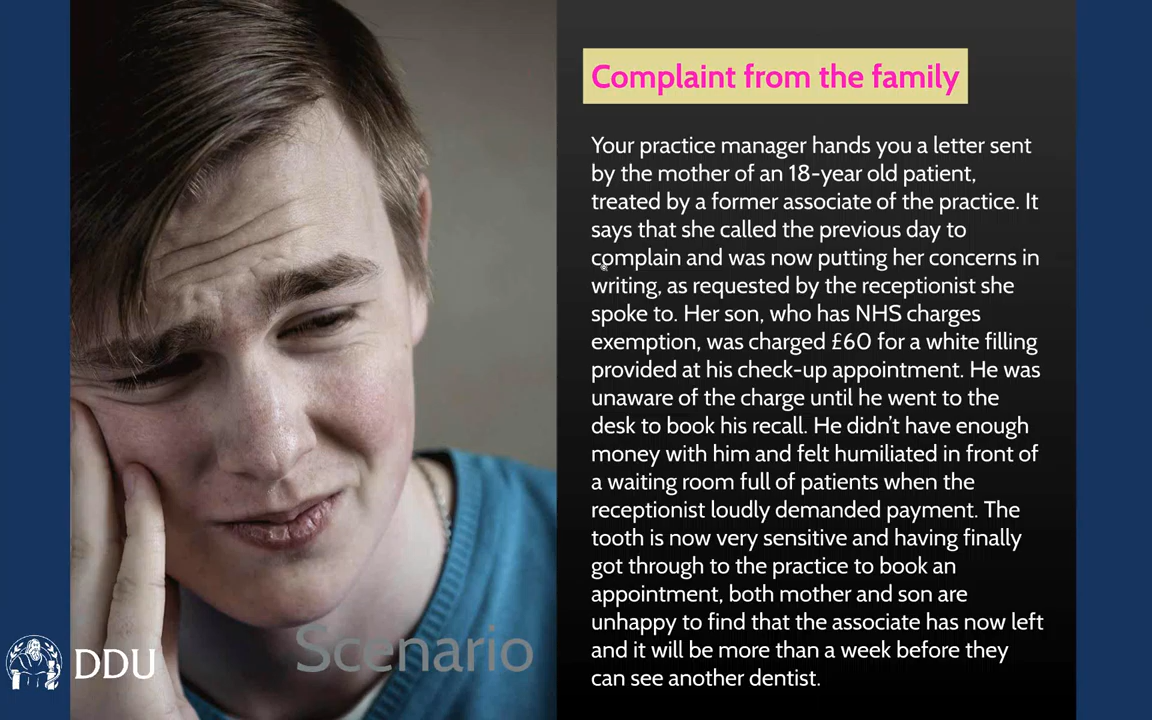 Complaint from the family
Your practice manager hands you a letter sent
by the mother of an 18-year old patient,
treated by a former associate of the practice. It
says that she called the previous day to
complain and was now putting her concerns in
writing, as requested by the receptionist she
spoke to. Her son, who has NHS charges
exemption, was charged £60 for a white filling
provided at his check-up appointment. He was
unaware of the charge until he went to the
desk to book his recall. He didn't have enough
money with him and felt humiliated in front of
a waiting room full of patients when the
receptionist loudly demanded payment. The
tooth is now very sensitive and having finally
got through to the practice to book an
appointment, both mother and son are
unhappy to find that the associate has now left
and it will be more than a week before they
can see another dentist.
Scenario
DDU